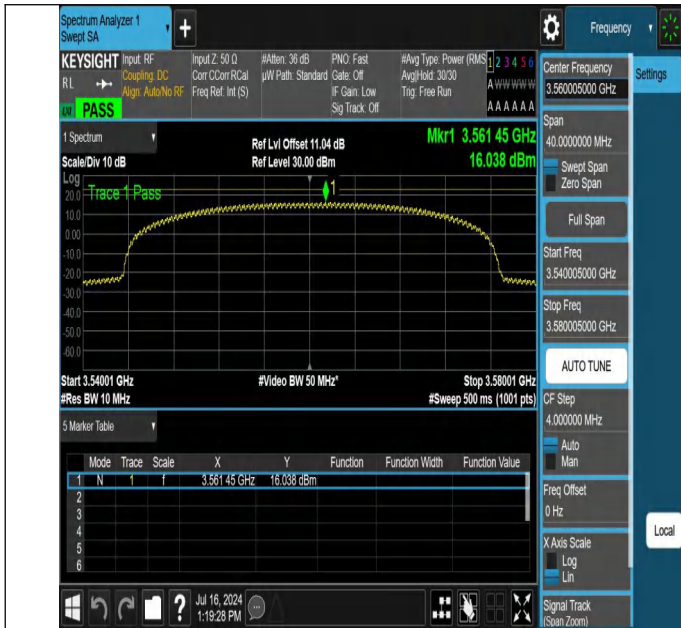 Spectrum Analyzer 1
Swept SA
+
Frequency
KEYSIGHT
RL
PASS
Input: RF
Coupling: DC
Align: Auto/No RF
Input Z: 50 Ω
Corr CCorr RCal
Freq Ref: Int (S)
#Atten: 36 dB
µW Path: Standard
PNO: Fast
Gate: Off
IF Gain: Low
Sig Track: Off
#Avg Type: Power (RMS
Avg|Hold: 30/30
Trig: Free Run
1 2 3 4 5 6
A W W W W W
A A A A A A
1 Spectrum
Scale/Div 10 dB
Log
Ref Lvl Offset 11.04 dB
Ref Level 30.00 dBm
Mkr1 3.561 45 GHz
16.038 dBm
Trace 1 Pass
1
20.0
10.0
0.00
-10.0
-20.0
-30.0
-40.0
-50.0
-60.0
Start 3.54001 GHz
#Res BW 10 MHz
#Video BW 50 MHz*
Stop 3.58001 GHz
#Sweep 500 ms (1001 pts)
5 Marker Table
Mode Trace Scale X Y Function Function Width Function Value
1 N 1 f 3.561 45 GHz 16.038 dBm
2
3
4
5
6
Jul 16, 2024
1:19:28 PM
?
Center Frequency
3.560005000 GHz
Span
40.0000000 MHz
Swept Span
Zero Span
Full Span
Start Freq
3.540005000 GHz
Stop Freq
3.580005000 GHz
AUTO TUNE
CF Step
4.000000 MHz
Auto
Man
Freq Offset
0 Hz
X Axis Scale
Log
Lin
Signal Track
(Span Zoom)
Settings
Local